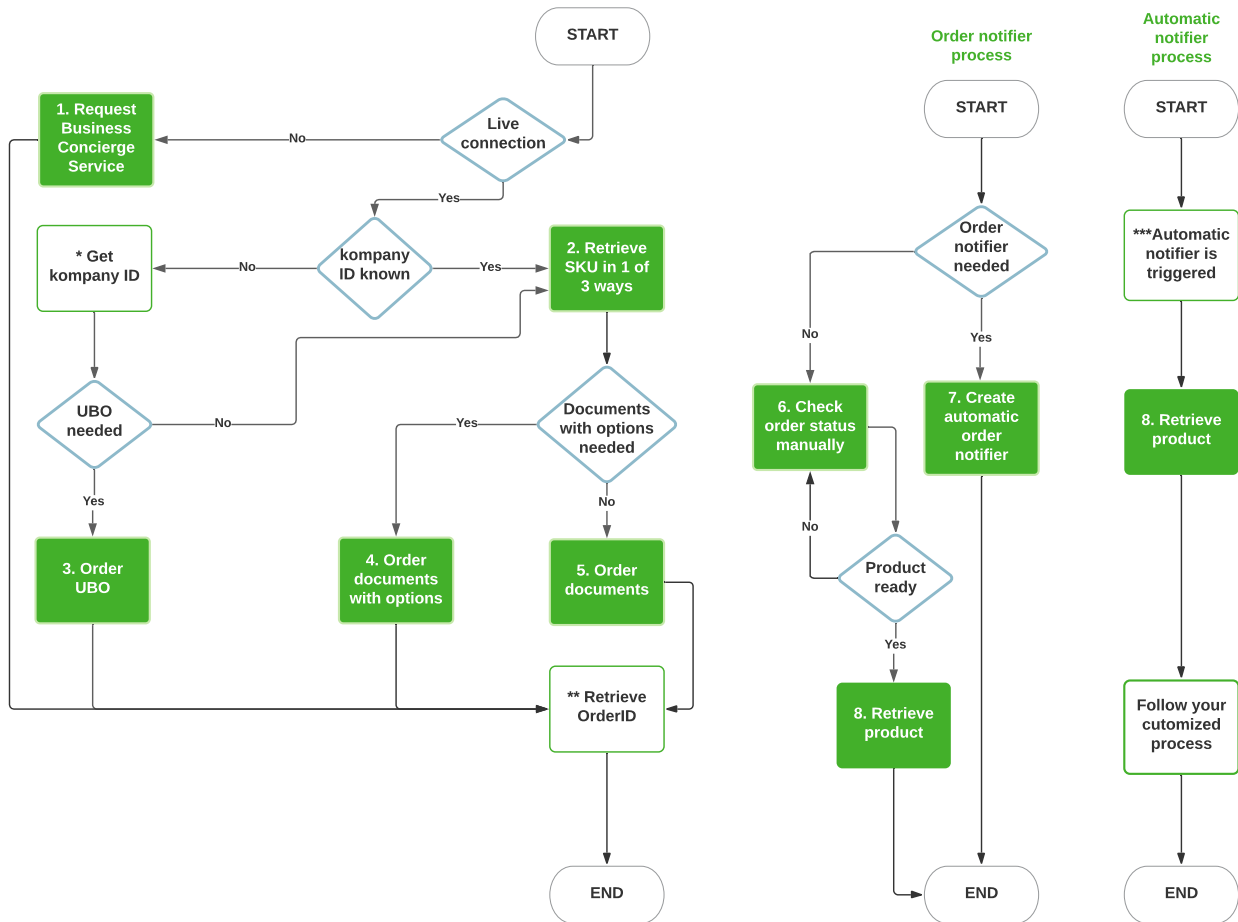 START
Live
connection
No
1. Request
Business
Concierge
Service
Yes
kompany
ID known
No
* Get
kompany ID
Yes
2. Retrieve
SKU in 1 of
3 ways
UBO
needed
No
Yes
3. Order
UBO
Documents
with options
needed
Yes
4. Order
documents
with options
No
5. Order
documents
** Retrieve
OrderID
END
Order notifier
process
START
Order
notifier
needed
No
Yes
6. Check
order status
manually
7. Create
automatic
order
notifier
No
Product
ready
Yes
8. Retrieve
product
END
Automatic
notifier
process
START
***Automatic
notifier is
triggered
8. Retrieve
product
Follow your
cutomized
process
END